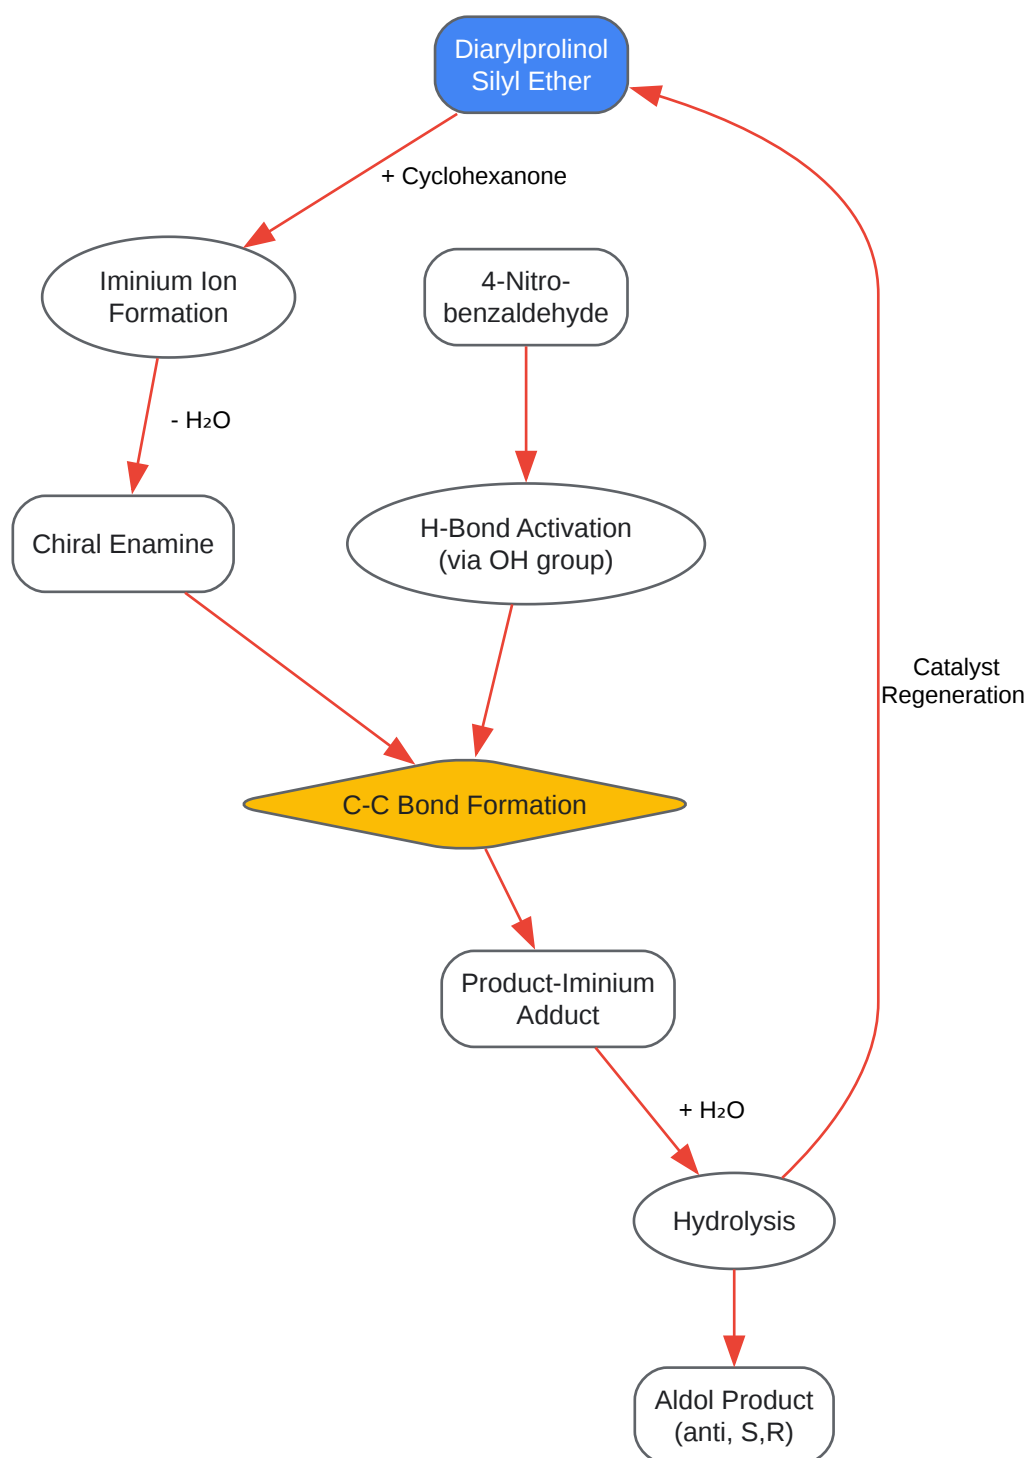 Diarylprolinol
Silyl Ether
+ Cyclohexanone
Iminium Ion
Formation
4-Nitro-
benzaldehyde
- H₂O
Chiral Enamine
H-Bond Activation
(via OH group)
Catalyst
Regeneration
C-C Bond Formation
Product-Iminium
Adduct
+ H₂O
Hydrolysis
Aldol Product
(anti, S,R)